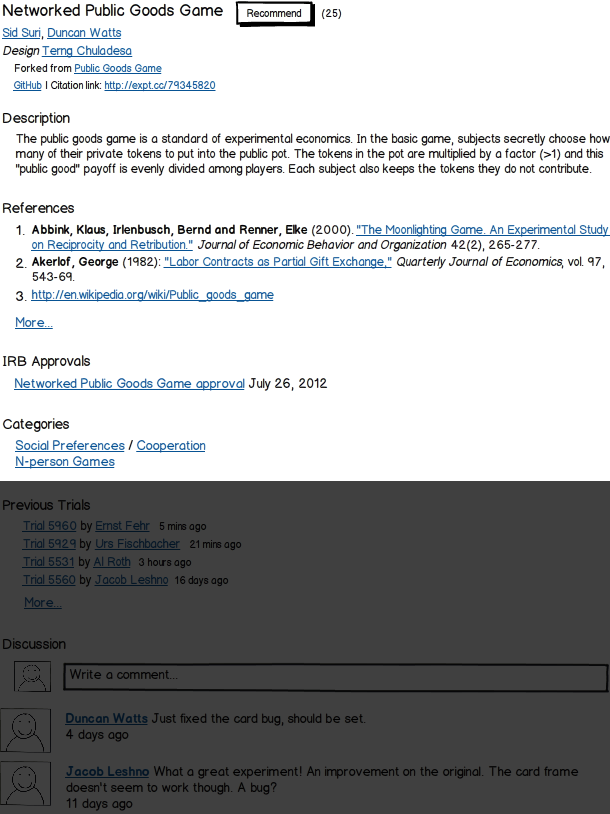 Networked Public Goods Game Recommend (25)
Sid Suri, Duncan Watts
Design Terng Chuladesa
Forked from Public Goods Game
GitHub | Citation link: http://expt.cc/79345820
Description
The public goods game is a standard of experimental economics. In the basic game, subjects secretly choose how
many of their private tokens to put into the public pot. The tokens in the pot are multiplied by a factor (>1) and this
"public good" payoff is evenly divided among players. Each subject also keeps the tokens they do not contribute.
References
1. Abbink, Klaus, Irlenbusch, Bernd and Renner, Elke (2000). "The Moonlighting Game. An Experimental Study
on Reciprocity and Retribution." Journal of Economic Behavior and Organization 42(2), 265-277.
2. Akerlof, George (1982): "Labor Contracts as Partial Gift Exchange," Quarterly Journal of Economics, vol. 97,
543-69.
3. http://en.wikipedia.org/wiki/Public_goods_game
More...
IRB Approvals
Networked Public Goods Game approval July 26, 2012
Categories
Social Preferences / Cooperation
N-person Games
Previous Trials
Trial 5960 by Ernst Fehr 5 mins ago
Trial 5929 by Urs Fischbacher 21 mins ago
Trial 5531 by Al Roth 3 hours ago
Trial 5560 by Jacob Leshno 16 days ago
More...
Discussion
Write a comment...
Duncan Watts Just fixed the card bug, should be set.
4 days ago
Jacob Leshno What a great experiment! An improvement on the original. The card frame
doesn't seem to work though. A bug?
11 days ago